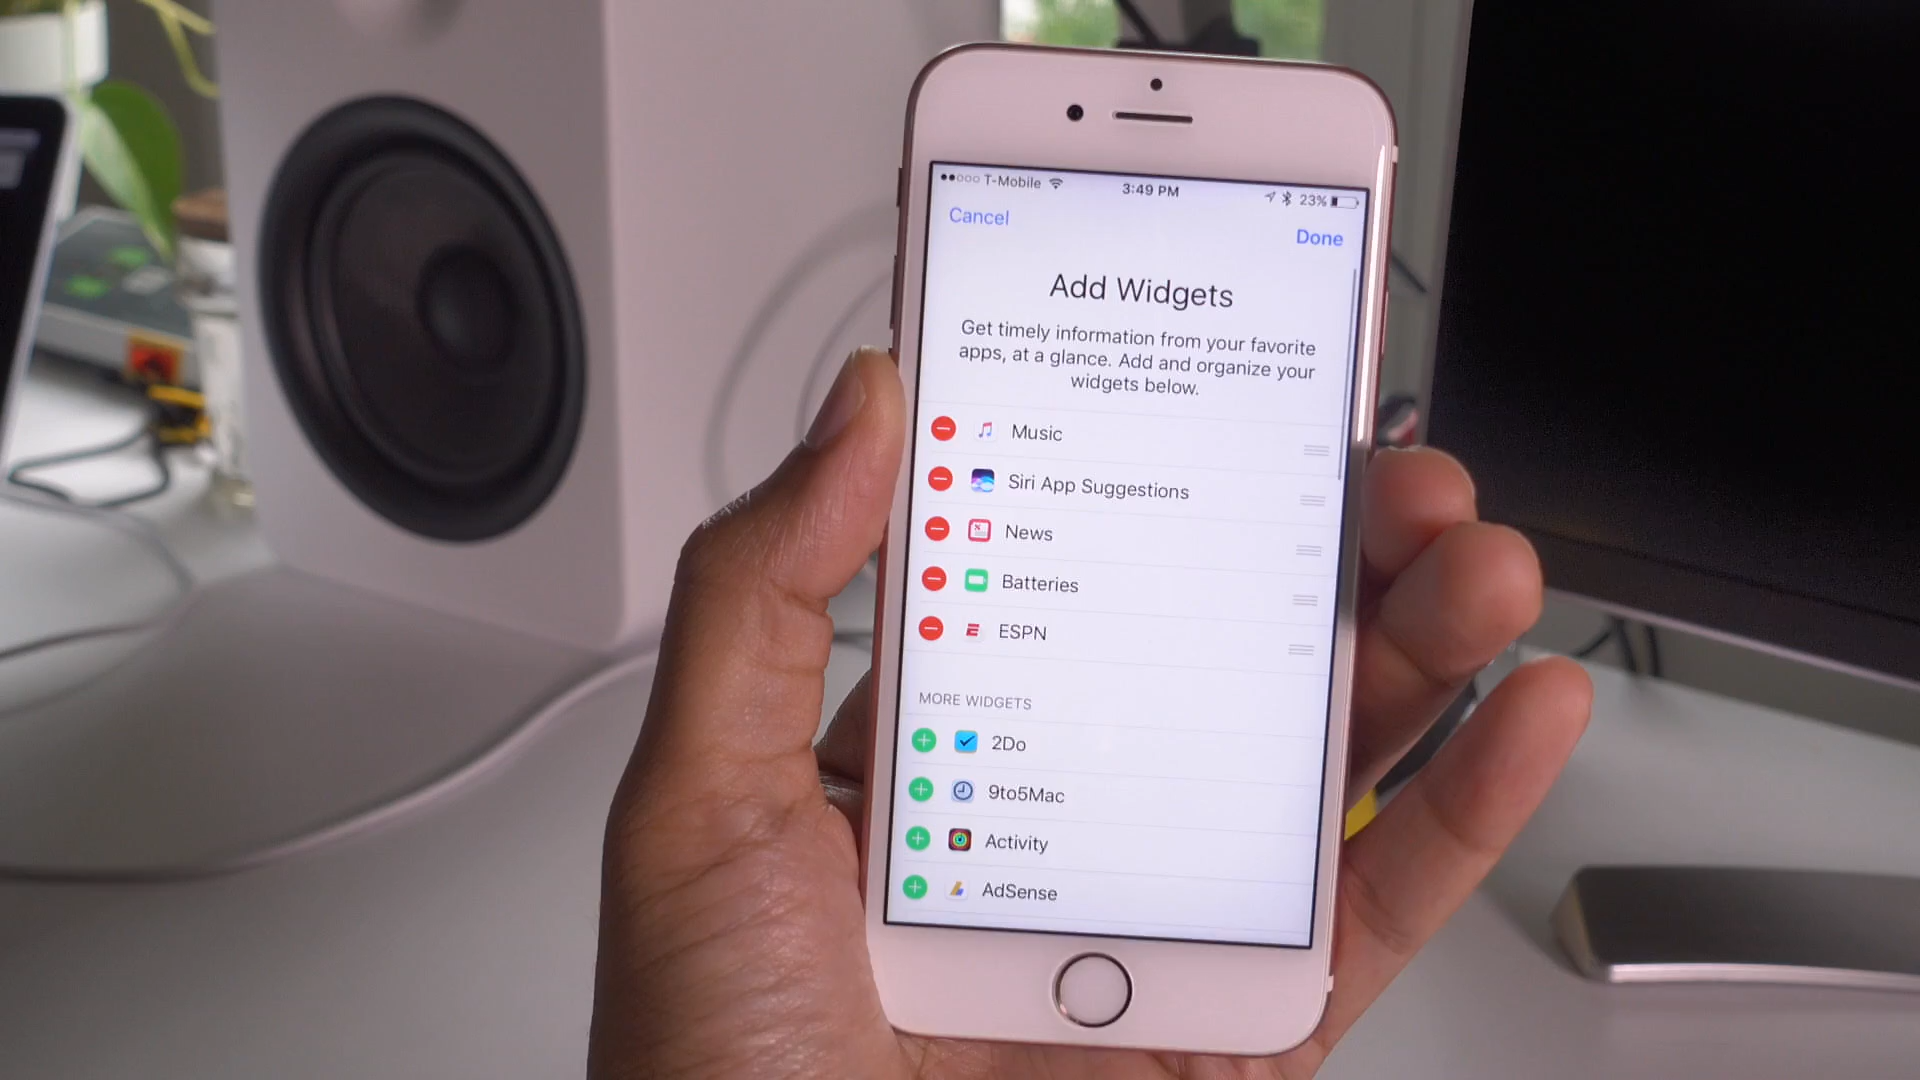 T-Mobile 3:49 PM 23%
Cancel
Done
Add Widgets
Get timely information from your favorite
apps, at a glance. Add and organize your
widgets below.
Music
Siri App Suggestions
News
Batteries
ESPN
MORE WIDGETS
2Do
9to5Mac
Activity
AdSense